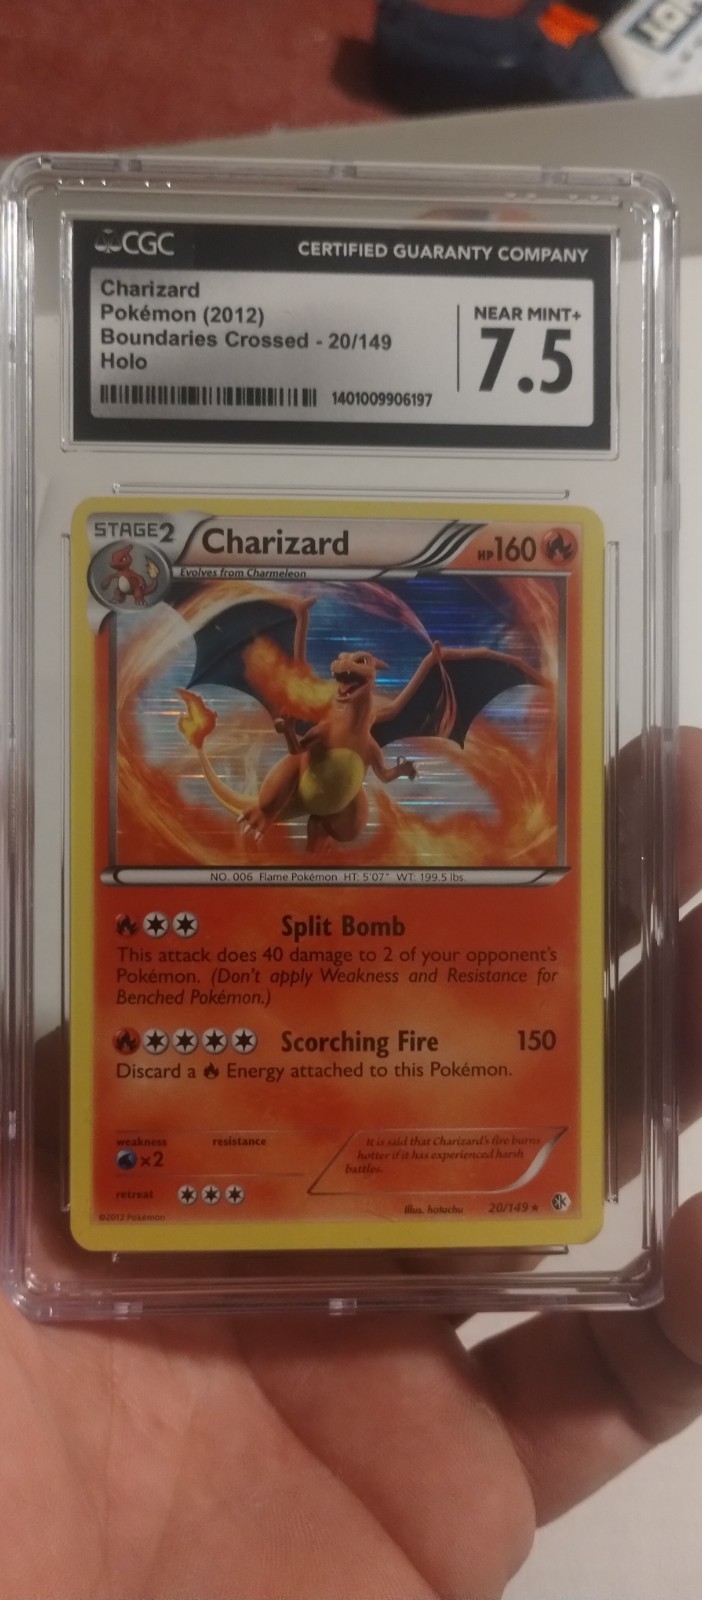 CGC CERTIFIED GUARANTY COMPANY
Charizard
Pokémon (2012)
Boundaries Crossed - 20/149
Holo
NEAR MINT+
7.5
1401009906197
STAGE2 Charizard HP160
Evolves from Charmeleon
NO. 006 Flame Pokémon HT: 5'07" WT: 199.5 lbs.
Split Bomb
This attack does 40 damage to 2 of your opponent's
Pokémon. (Don't apply Weakness and Resistance for
Benched Pokémon.)
Scorching Fire 150
Discard a Energy attached to this Pokémon.
weakness resistance
×2
It is said that Charizard's fire burns
hotter if it has experienced harsh
battles.
retreat
©2012 Pokémon
Illus. hatachu 20/149 ★